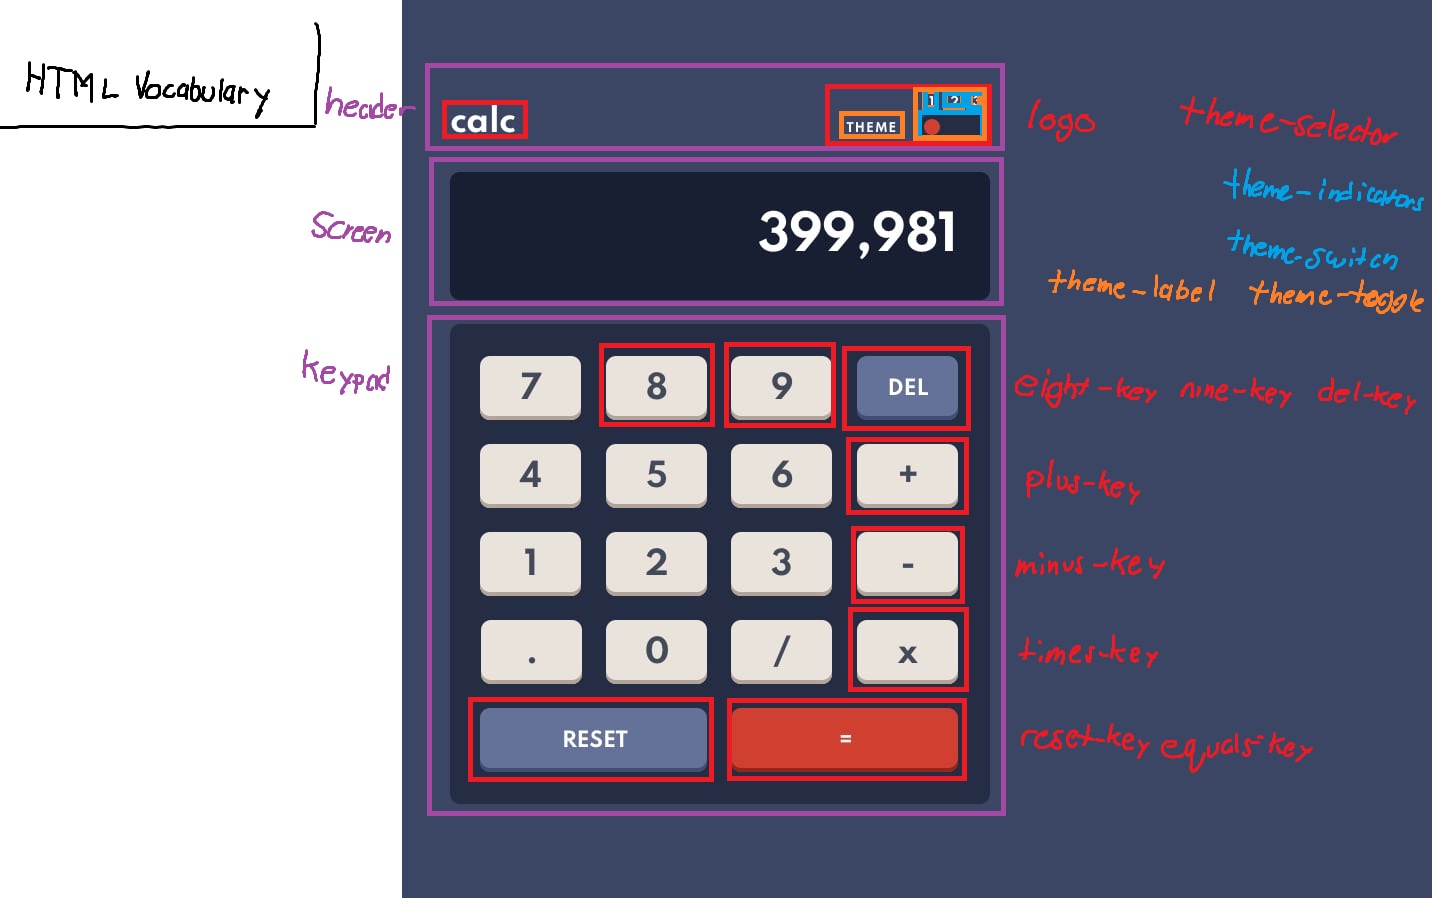 HTML Vocabulary
header
calc
THEME
1 2 3
logo
theme-selector
theme-indicators
Screen
399,981
theme-switch
theme-label theme-toggle
keypad
7 8 9 DEL
eight-key nine-key del-key
4 5 6 +
plus-key
1 2 3 -
minus-key
. 0 / x
times-key
RESET =
reset-key equals-key